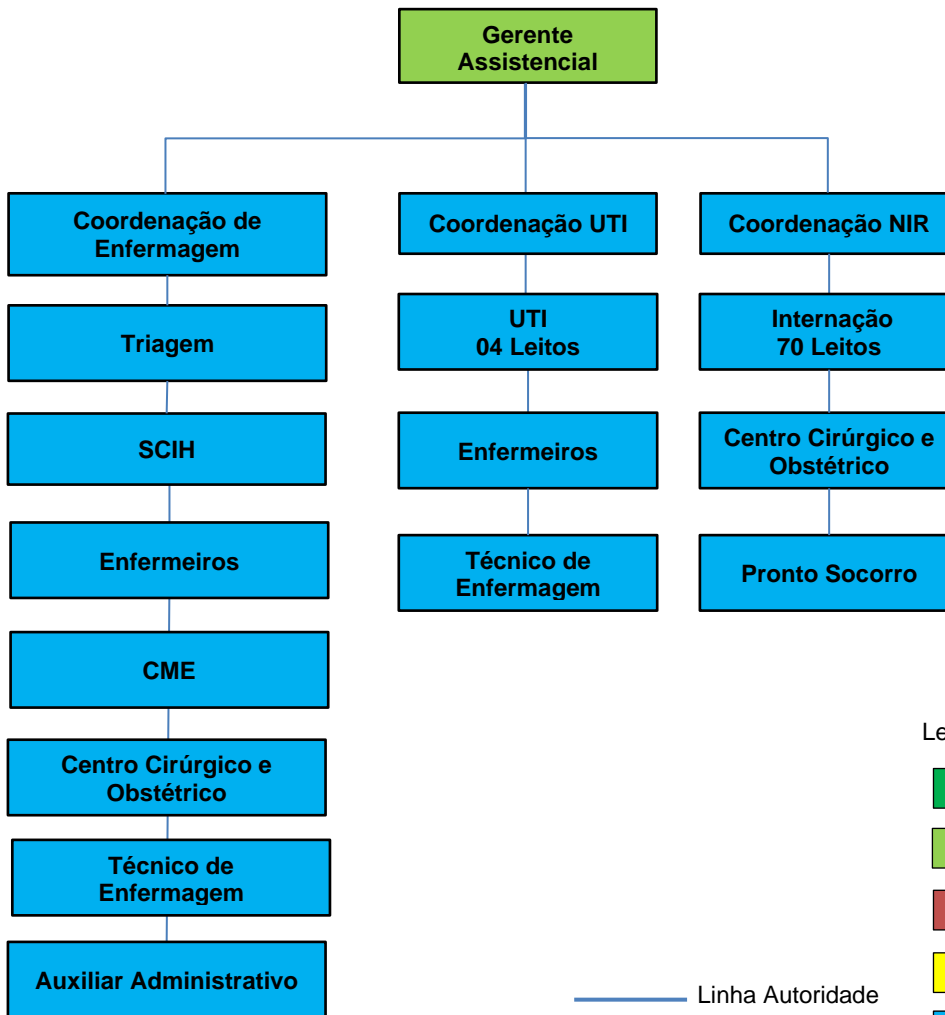 Gerente
Assistencial
Coordenação de
Enfermagem
Triagem
SCIH
Enfermeiros
CME
Centro Cirúrgico e
Obstétrico
Técnico de
Enfermagem
Auxiliar Administrativo
Coordenação UTI
UTI
04 Leitos
Enfermeiros
Técnico de
Enfermagem
Coordenação NIR
Internação
70 Leitos
Centro Cirúrgico e
Obstétrico
Pronto Socorro
Le
Linha Autoridade